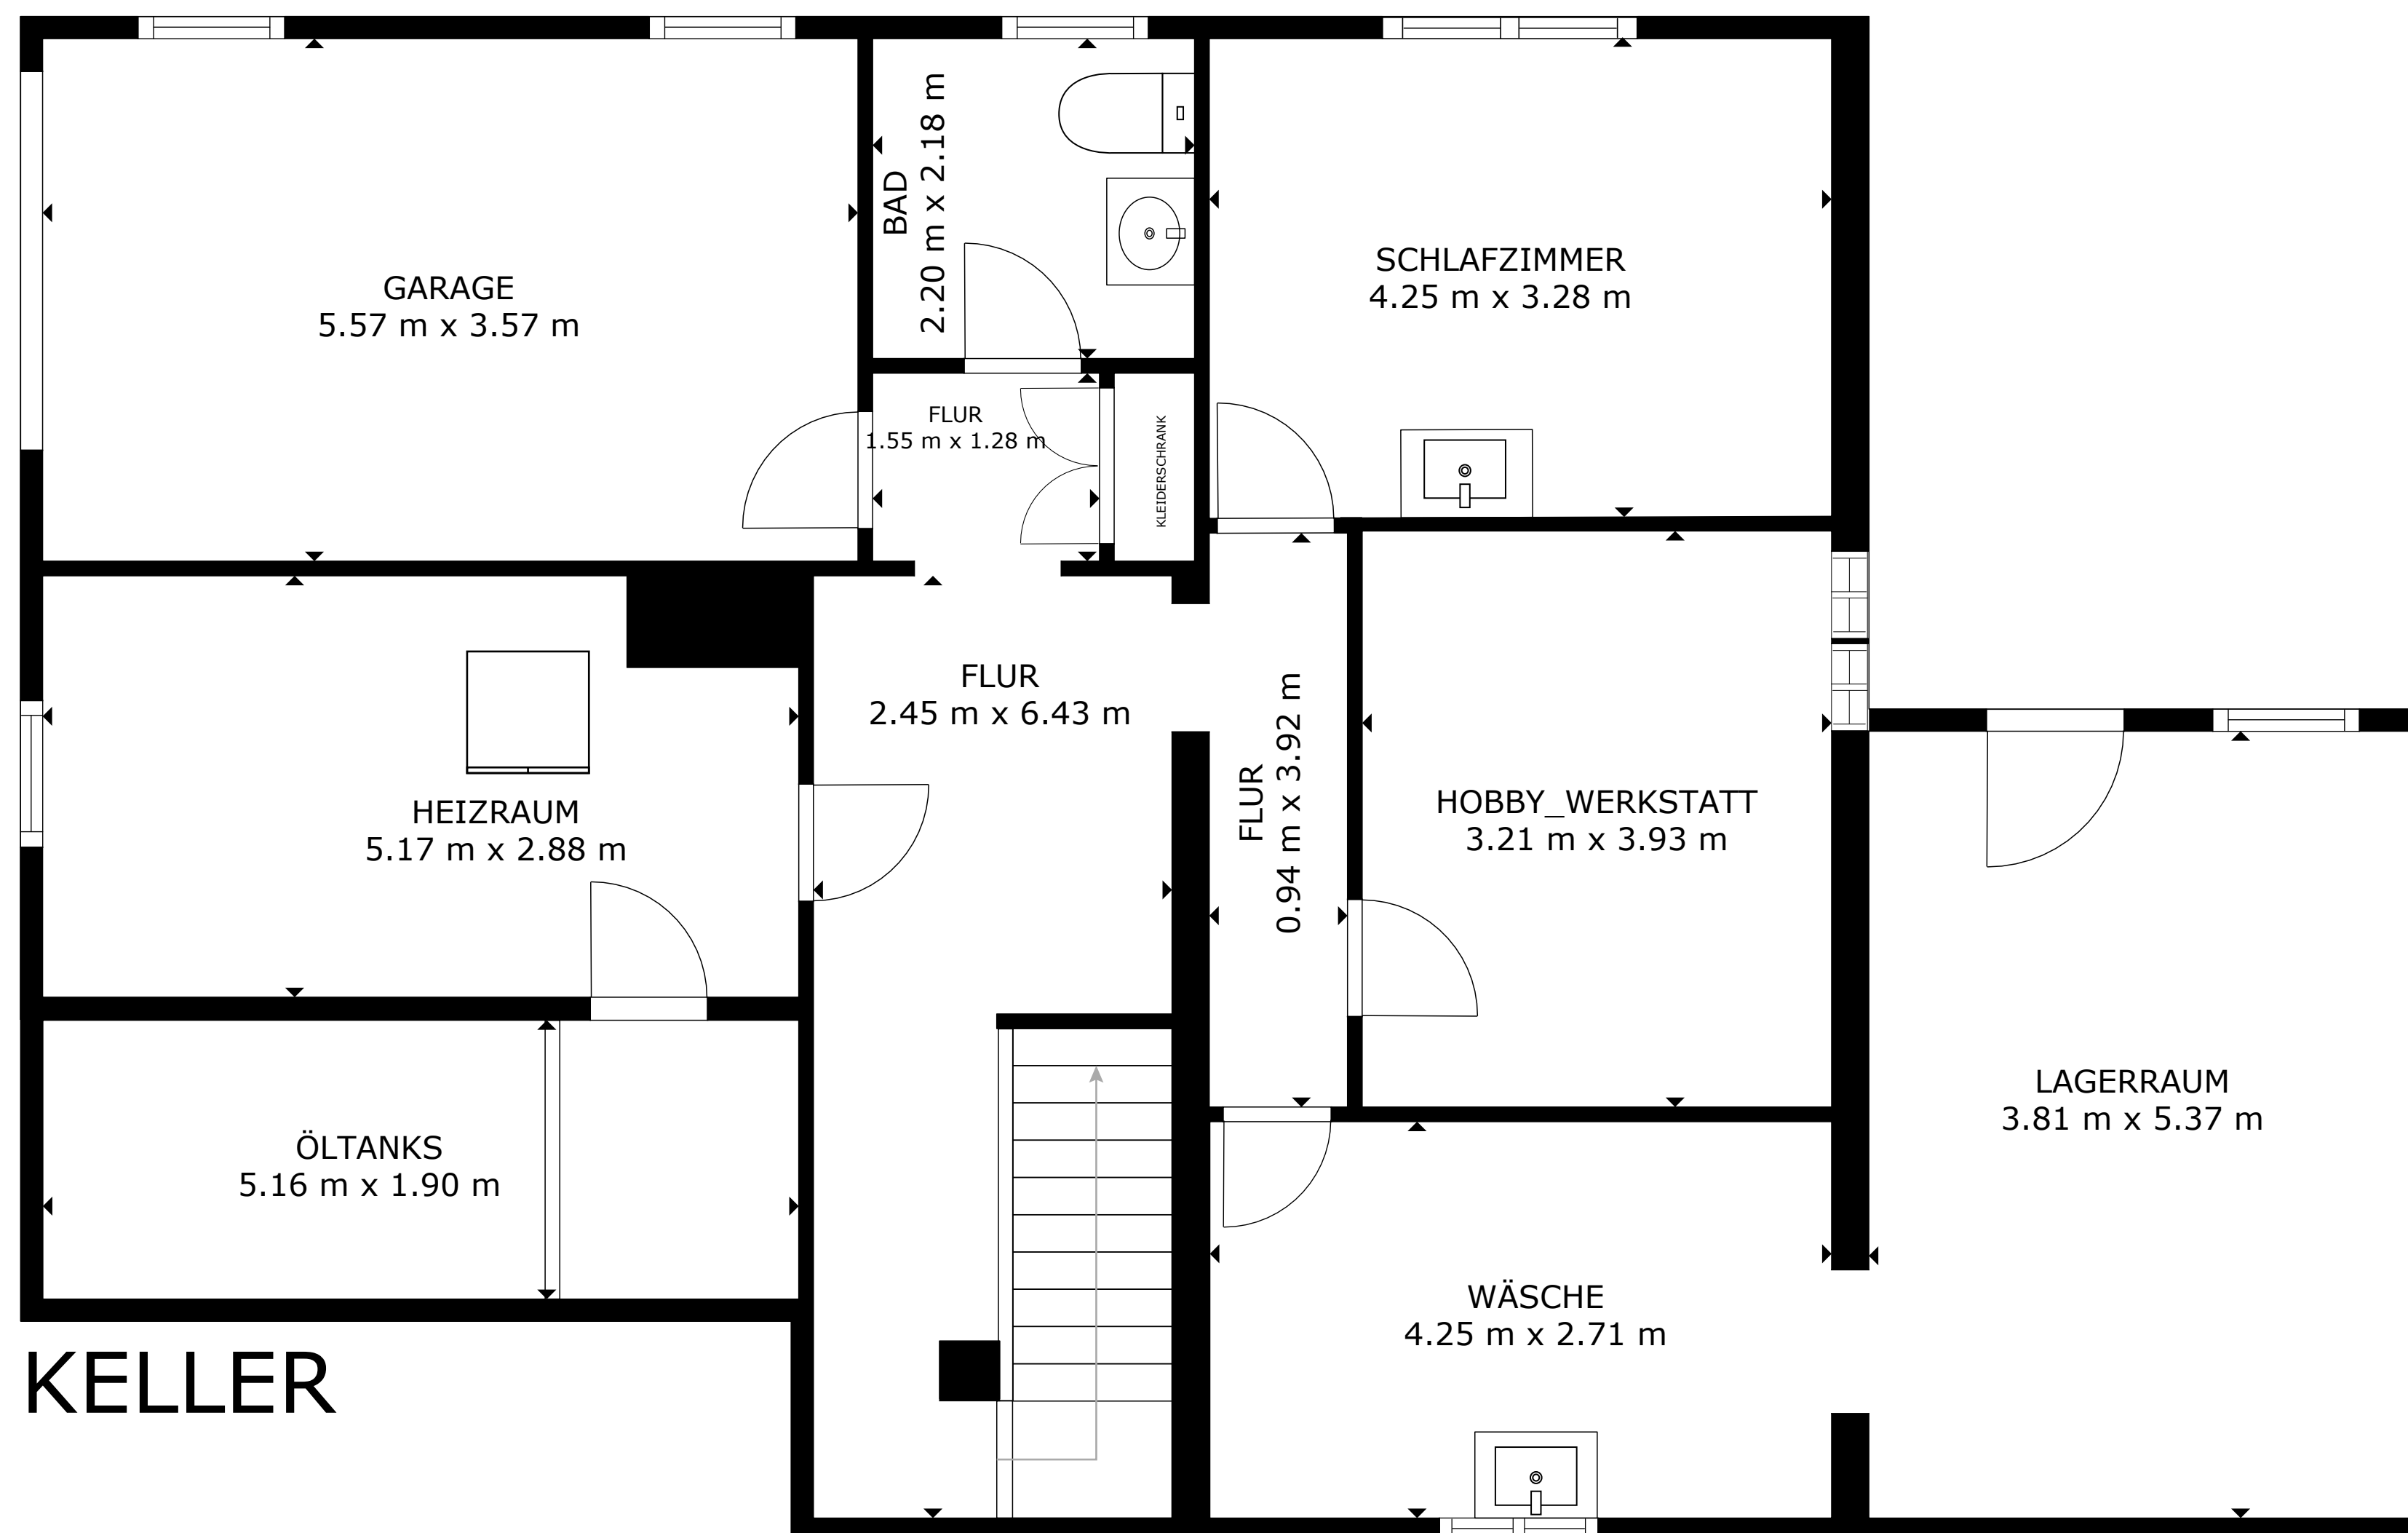 BAD
2.20 m x 2.18 m
SCHLAFZIMMER
4.25 m x 3.28 m
GARAGE
5.57 m x 3.57 m
FLUR
1.55 m x 1.28 m
KLEIDERSCHRANK
FLUR
2.45 m x 6.43 m
FLUR
0.94 m x 3.92 m
HOBBY_WERKSTATT
3.21 m x 3.93 m
HEIZRAUM
5.17 m x 2.88 m
LAGERRAUM
3.81 m x 5.37 m
ÖLTANKS
5.16 m x 1.90 m
WÄSCHE
4.25 m x 2.71 m
KELLER